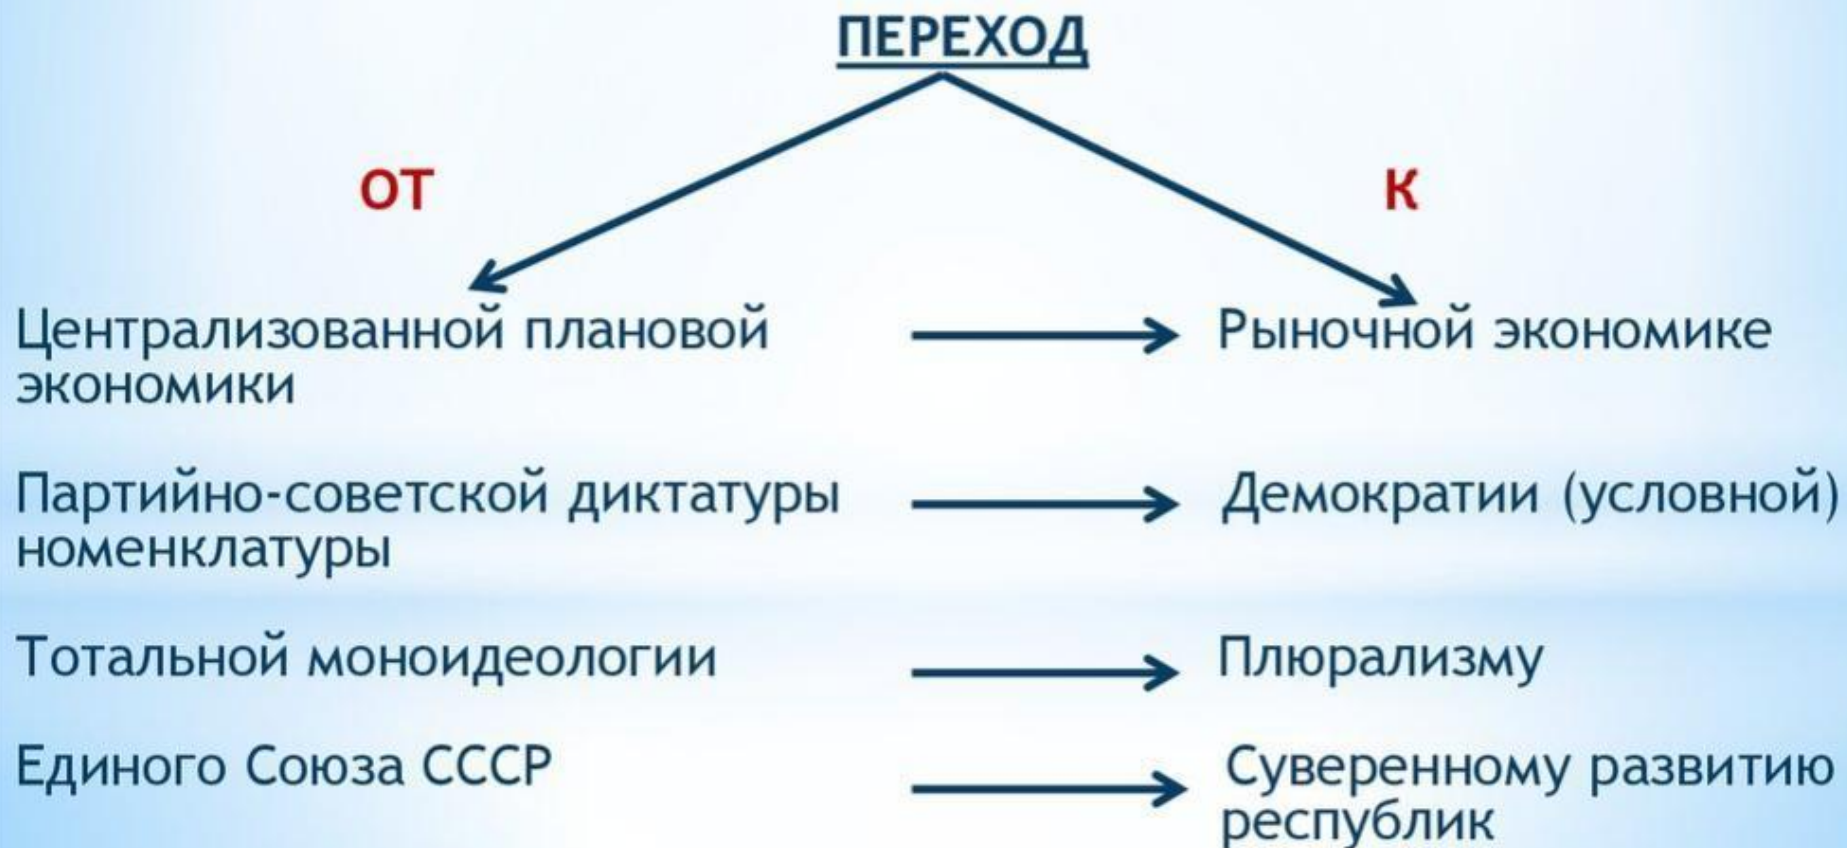 ПЕРЕХОД
ОТ
К
Централизованной плановой
экономики
Рыночной экономике
Партийно-советской диктатуры
номенклатуры
Демократии (условной)
Тотальной моноидеологии
Плюрализму
Единого Союза СССР
Суверенному развитию
республик